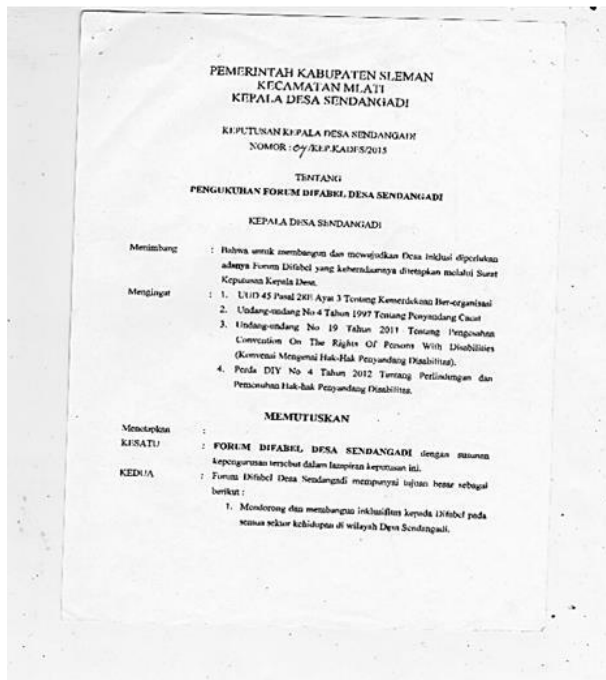 PEMERINTAH KABUPATEN SLEMAN
KECAMATAN MLATI
KEPALA DESA SENDANGADI
KEPUTUSAN KEPALA DESA SENDANGADI
NOMOR : 04/KEP.KADES/2015
TENTANG
PENGUKUHAN FORUM DIFABEL DESA SENDANGADI
KEPALA DESA SENDANGADI
Menimbang : Bahwa untuk membangun dan mewujudkan Desa Inklusi diperlukan
adanya Forum Difabel yang keberadaannya ditetapkan melalui Surat
Keputusan Kepala Desa.
Mengingat : 1. UUD 45 Pasal 28E Ayat 3 Tentang Kemerdekaan Ber-organisasi
2. Undang-undang No 4 Tahun 1997 Tentang Penyandang Cacat
3. Undang-undang No 19 Tahun 2011 Tentang Pengesahan
Convention On The Rights Of Persons With Disabilities
(Konvensi Mengenai Hak-Hak Penyandang Disabilitas).
4. Perda DIY No 4 Tahun 2012 Tentang Perlindungan dan
Pemenuhan Hak-hak Penyandang Disabilitas.
MEMUTUSKAN
Menetapkan :
KESATU : FORUM DIFABEL DESA SENDANGADI dengan susunan
kepengurusan tersebut dalam lampiran keputusan ini.
KEDUA : Forum Difabel Desa Sendangadi mempunyai tujuan besar sebagai
berikut :
1. Mendorong dan membangun inklusifitas kepada Difabel pada
semua sektor kehidupan di wilayah Desa Sendangadi.